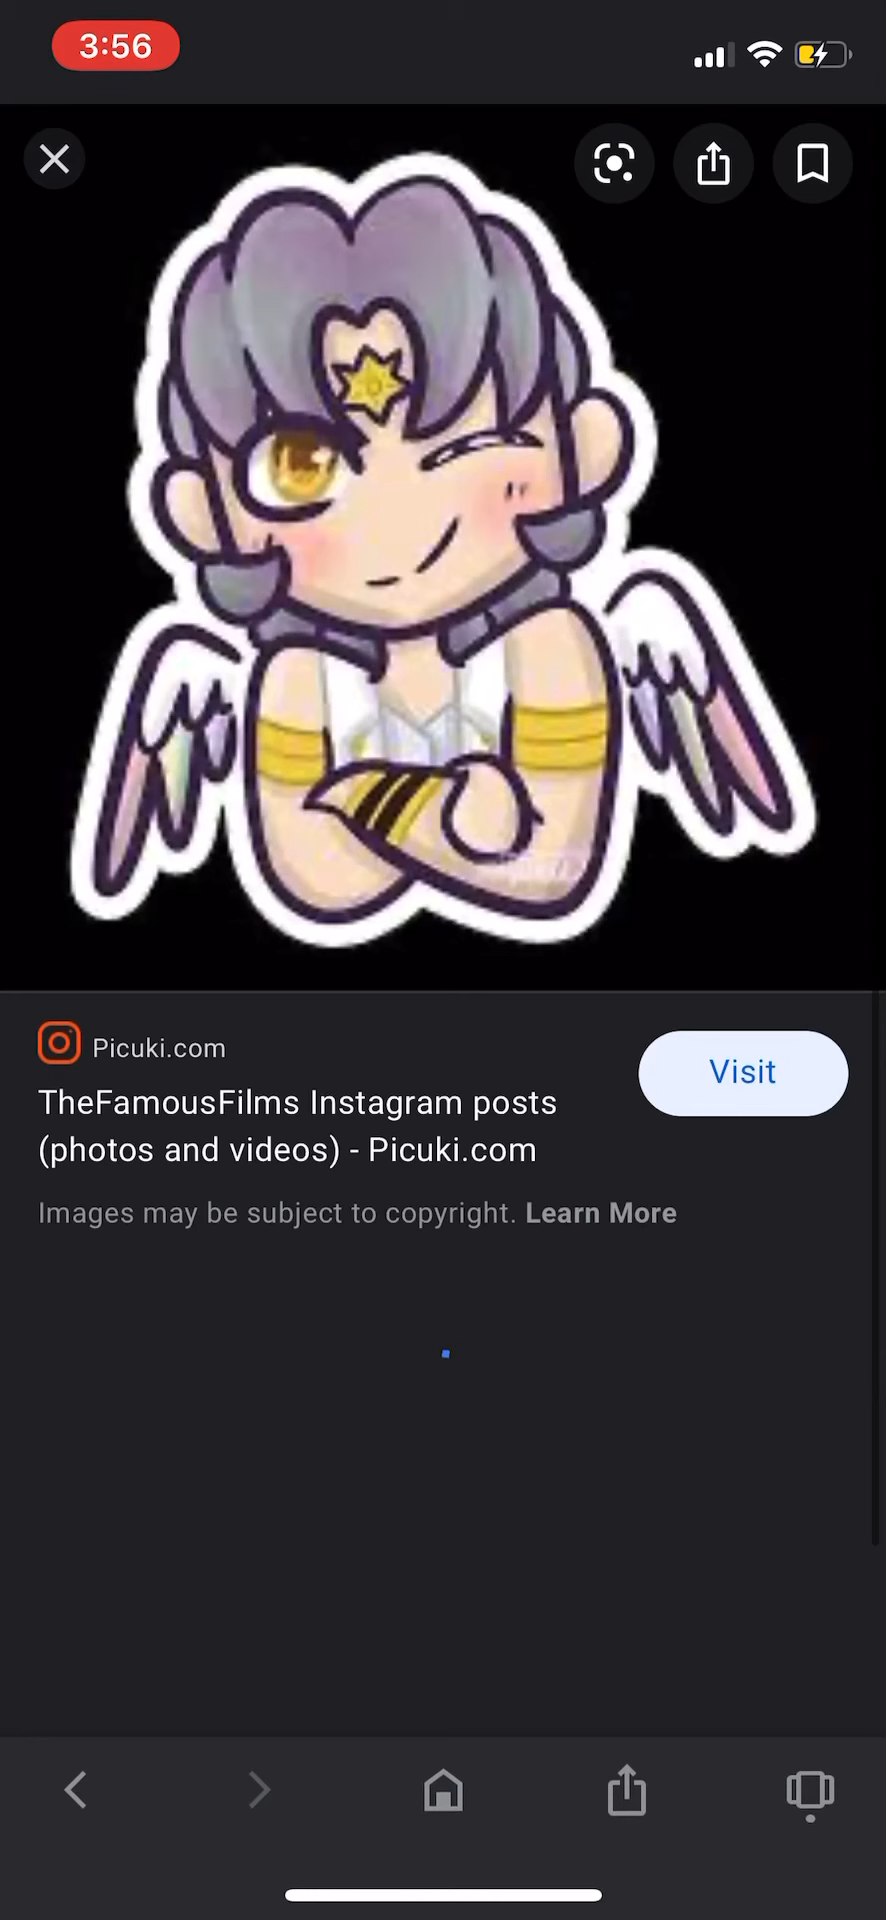 3:56
Picuki.com
Visit
TheFamousFilms Instagram posts
(photos and videos) - Picuki.com
Images may be subject to copyright. Learn More